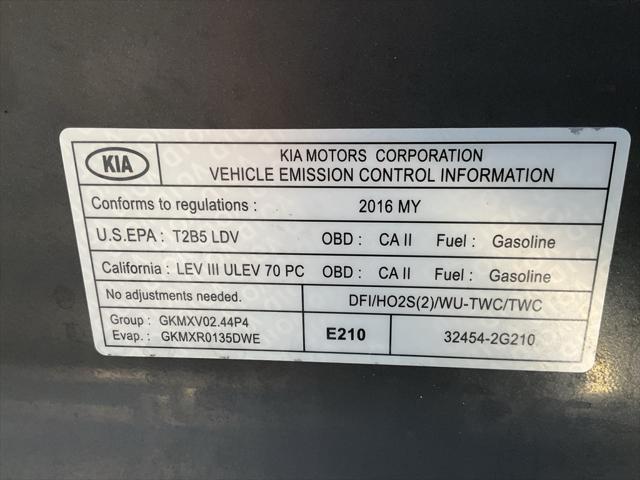 KIA
KIA MOTORS CORPORATION
VEHICLE EMISSION CONTROL INFORMATION
Conforms to regulations : 2016 MY
U.S.EPA : T2B5 LDV OBD : CA II Fuel : Gasoline
California : LEV III ULEV 70 PC OBD : CA II Fuel : Gasoline
No adjustments needed. DFI/HO2S(2)/WU-TWC/TWC
Group : GKMXV02.44P4
Evap. : GKMXR0135DWE
E210
32454-2G210